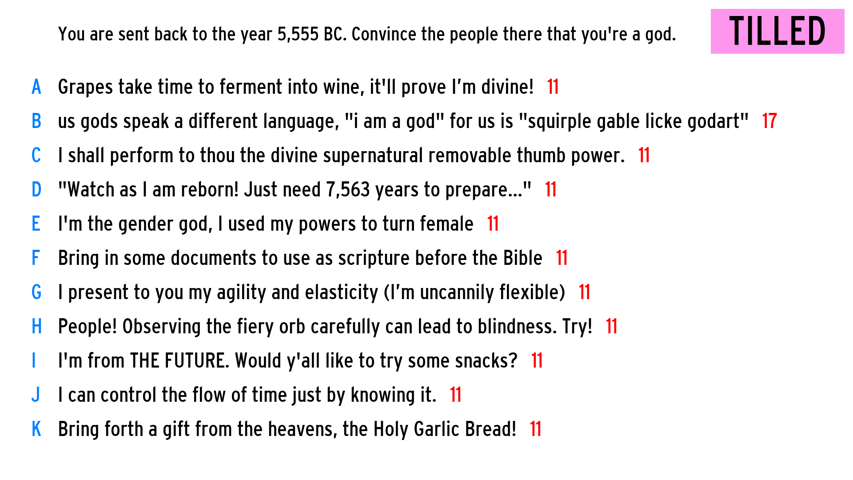 You are sent back to the year 5,555 BC. Convince the people there that you're a god.
TILLED
A Grapes take time to ferment into wine, it'll prove I'm divine! 11
B us gods speak a different language, "i am a god" for us is "squirple gable licke godart" 17
C I shall perform to thou the divine supernatural removable thumb power. 11
D "Watch as I am reborn! Just need 7,563 years to prepare..." 11
E I'm the gender god, I used my powers to turn female 11
F Bring in some documents to use as scripture before the Bible 11
G I present to you my agility and elasticity (I'm uncannily flexible) 11
H People! Observing the fiery orb carefully can lead to blindness. Try! 11
I I'm from THE FUTURE. Would y'all like to try some snacks? 11
J I can control the flow of time just by knowing it. 11
K Bring forth a gift from the heavens, the Holy Garlic Bread! 11